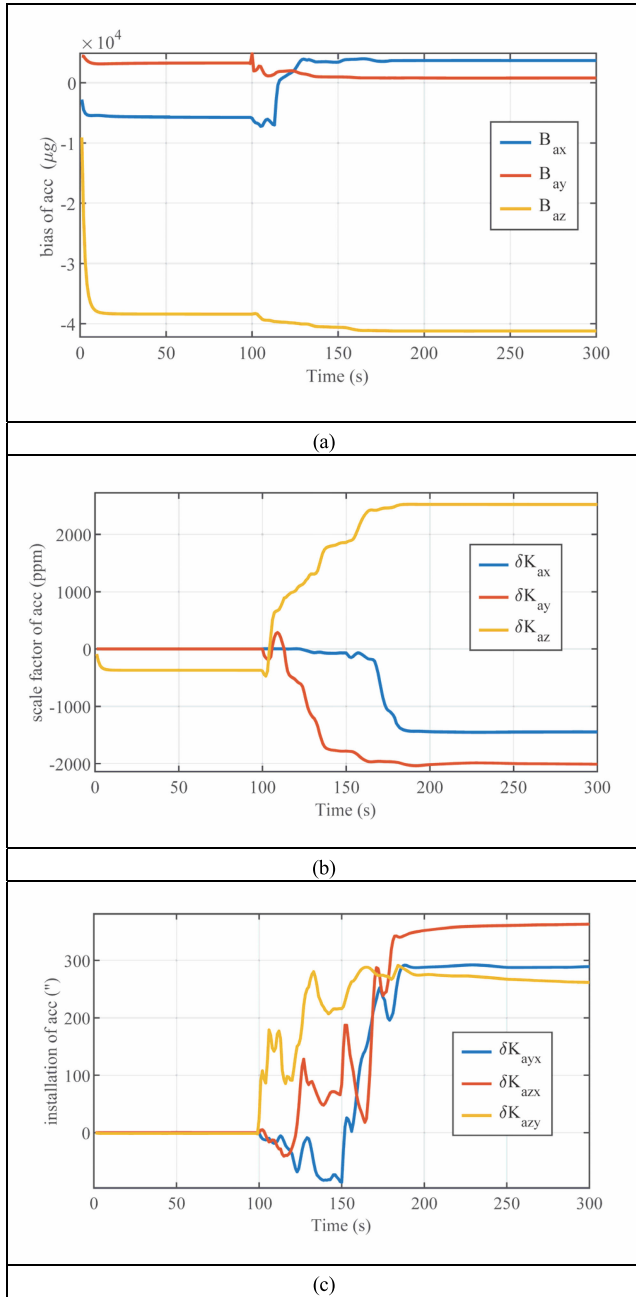 ×10⁴
0
-1
-2
-3
-4
bias of acc (μg)
B_ax
B_ay
B_az
0 50 100 150 200 250 300
Time (s)
(a)
2000
1000
0
-1000
-2000
scale factor of acc (ppm)
δK_ax
δK_ay
δK_az
0 50 100 150 200 250 300
Time (s)
(b)
300
200
100
0
installation of acc (")
δK_ayx
δK_azx
δK_azy
0 50 100 150 200 250 300
Time (s)
(c)